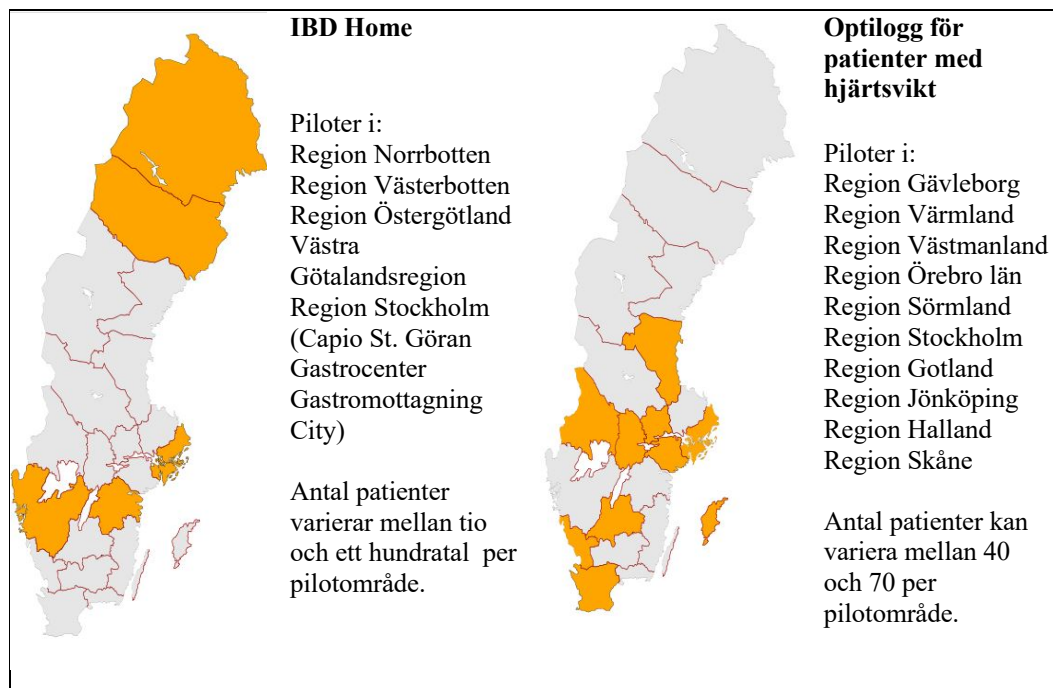 IBD Home
Piloter i:
Region Norrbotten
Region Västerbotten
Region Östergötland
Västra
Götalandsregion
Region Stockholm
(Capio St. Göran
Gastrocenter
Gastromottagning
City)
Antal patienter
varierar mellan tio
och ett hundratal per
pilotområde.
Optilogg för
patienter med
hjärtsvikt
Piloter i:
Region Gävleborg
Region Värmland
Region Västmanland
Region Örebro län
Region Sörmland
Region Stockholm
Region Gotland
Region Jönköping
Region Halland
Region Skåne
Antal patienter kan
variera mellan 40
och 70 per
pilotområde.